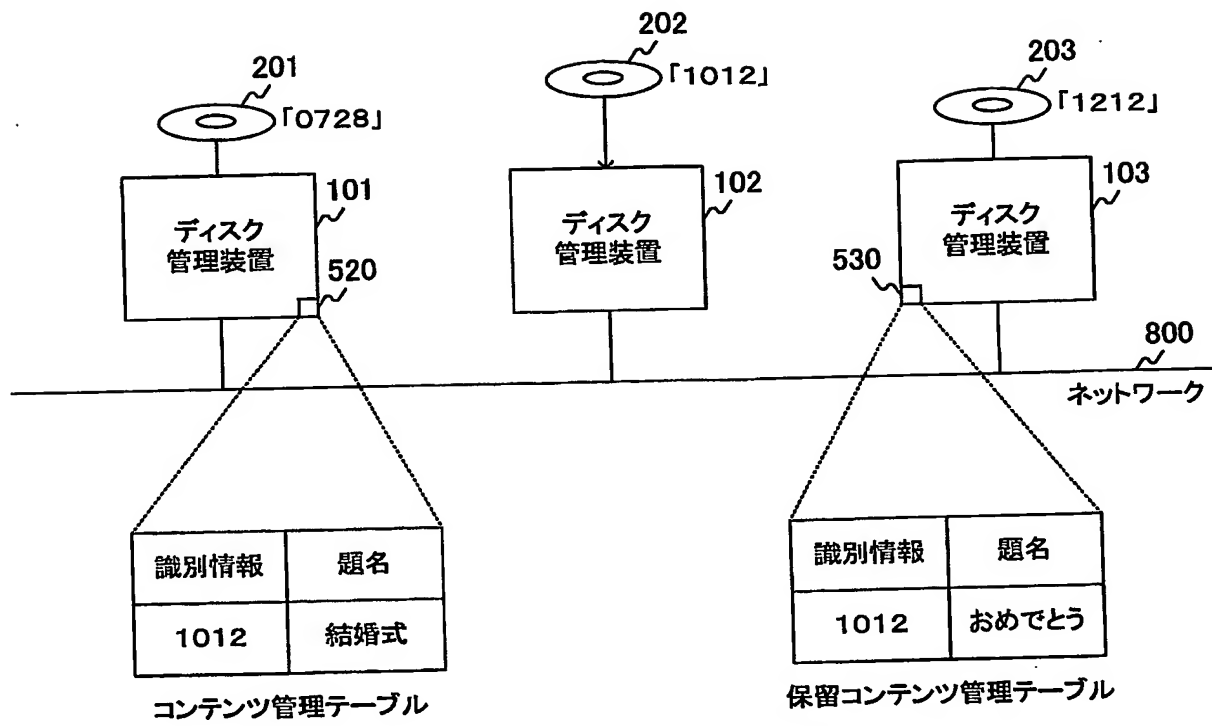 201
「0728」
202
「1012」
203
「1212」
101
ディスク
管理装置
520
102
ディスク
管理装置
103
ディスク
管理装置
530
800
ネットワーク
識別情報 題名
1012 結婚式
コンテンツ管理テーブル
識別情報 題名
1012 おめでとう
保留コンテンツ管理テーブル